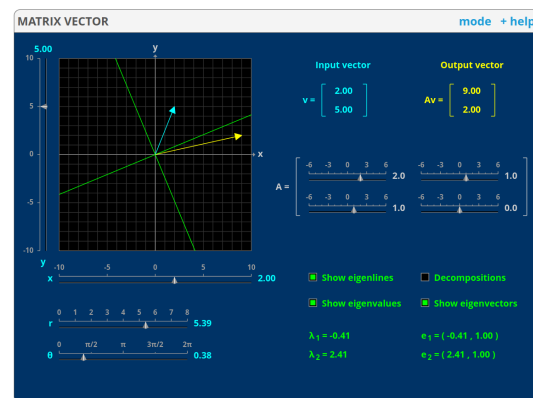 MATRIX VECTOR mode + help
5.00 y Input vector Output vector
10
v = 2.00 5.00 Av = 9.00 2.00
5
0 x
-6 -3 0 3 6 2.0 -6 -3 0 3 6 1.0
A =
-6 -3 0 3 6 1.0 -6 -3 0 3 6 0.0
-5
-10
y -10 -5 0 5 10
x 2.00
Show eigenlines Decompositions
Show eigenvalues Show eigenvectors
0 1 2 3 4 5 6 7 8
r 5.39
λ1 = -0.41 e1 = ( -0.41 , 1.00 )
0 π/2 π 3π/2 2π
θ 0.38
λ2 = 2.41 e2 = ( 2.41 , 1.00 )